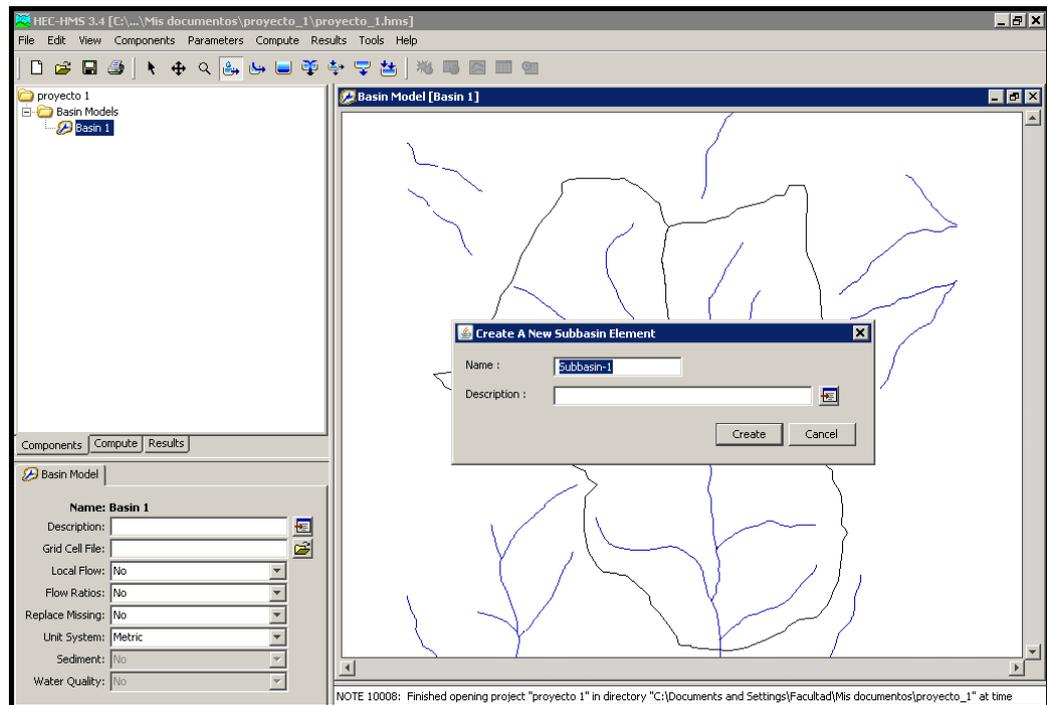 HEC-HMS 3.4 [C:\...\Mis documentos\proyecto_1\proyecto_1.hms]
File Edit View Components Parameters Compute Results Tools Help
proyecto 1
Basin Models
Basin 1
Components Compute Results
Basin Model
Name: Basin 1
Description:
Grid Cell File:
Local Flow: No
Flow Ratios: No
Replace Missing: No
Unit System: Metric
Sediment: No
Water Quality: No
Basin Model [Basin 1]
Create A New Subbasin Element
Name : Subbasin-1
Description :
Create Cancel
NOTE 10008: Finished opening project "proyecto 1" in directory "C:\Documents and Settings\Facultad\Mis documentos\proyecto_1" at time